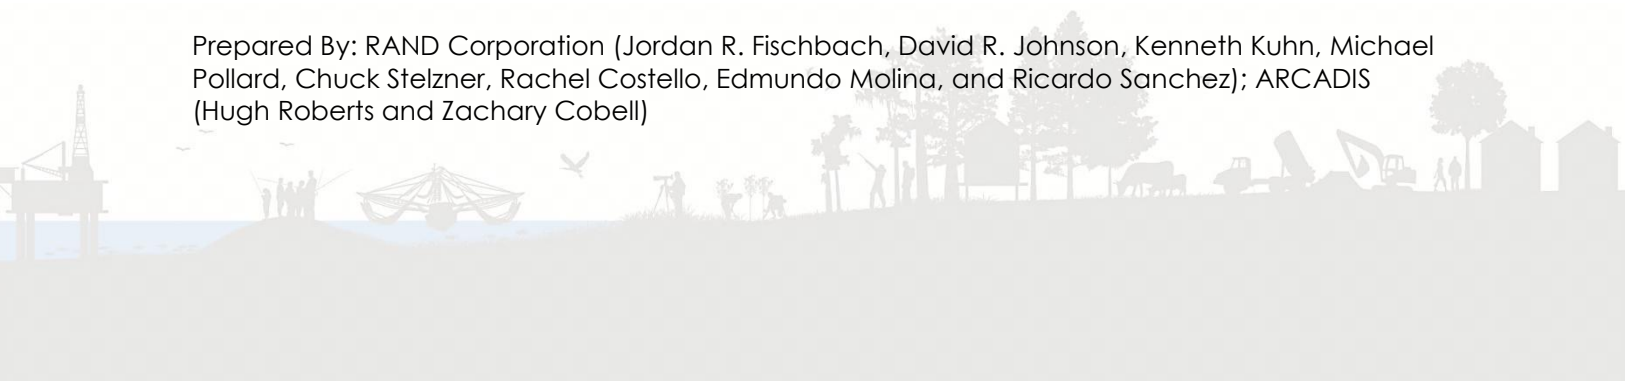 Prepared By: RAND Corporation (Jordan R. Fischbach, David R. Johnson, Kenneth Kuhn, Michael
Pollard, Chuck Stelzner, Rachel Costello, Edmundo Molina, and Ricardo Sanchez); ARCADIS
(Hugh Roberts and Zachary Cobell)